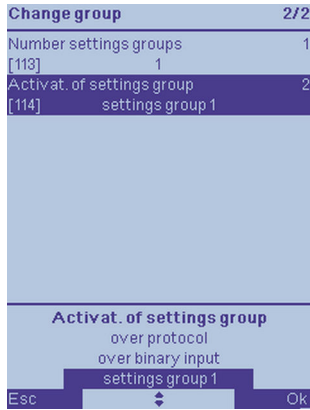 Change group 2/2
Number settings groups 1
[113] 1
Activat. of settings group 2
[114] settings group 1
Activat. of settings group
over protocol
over binary input
settings group 1
Esc Ok